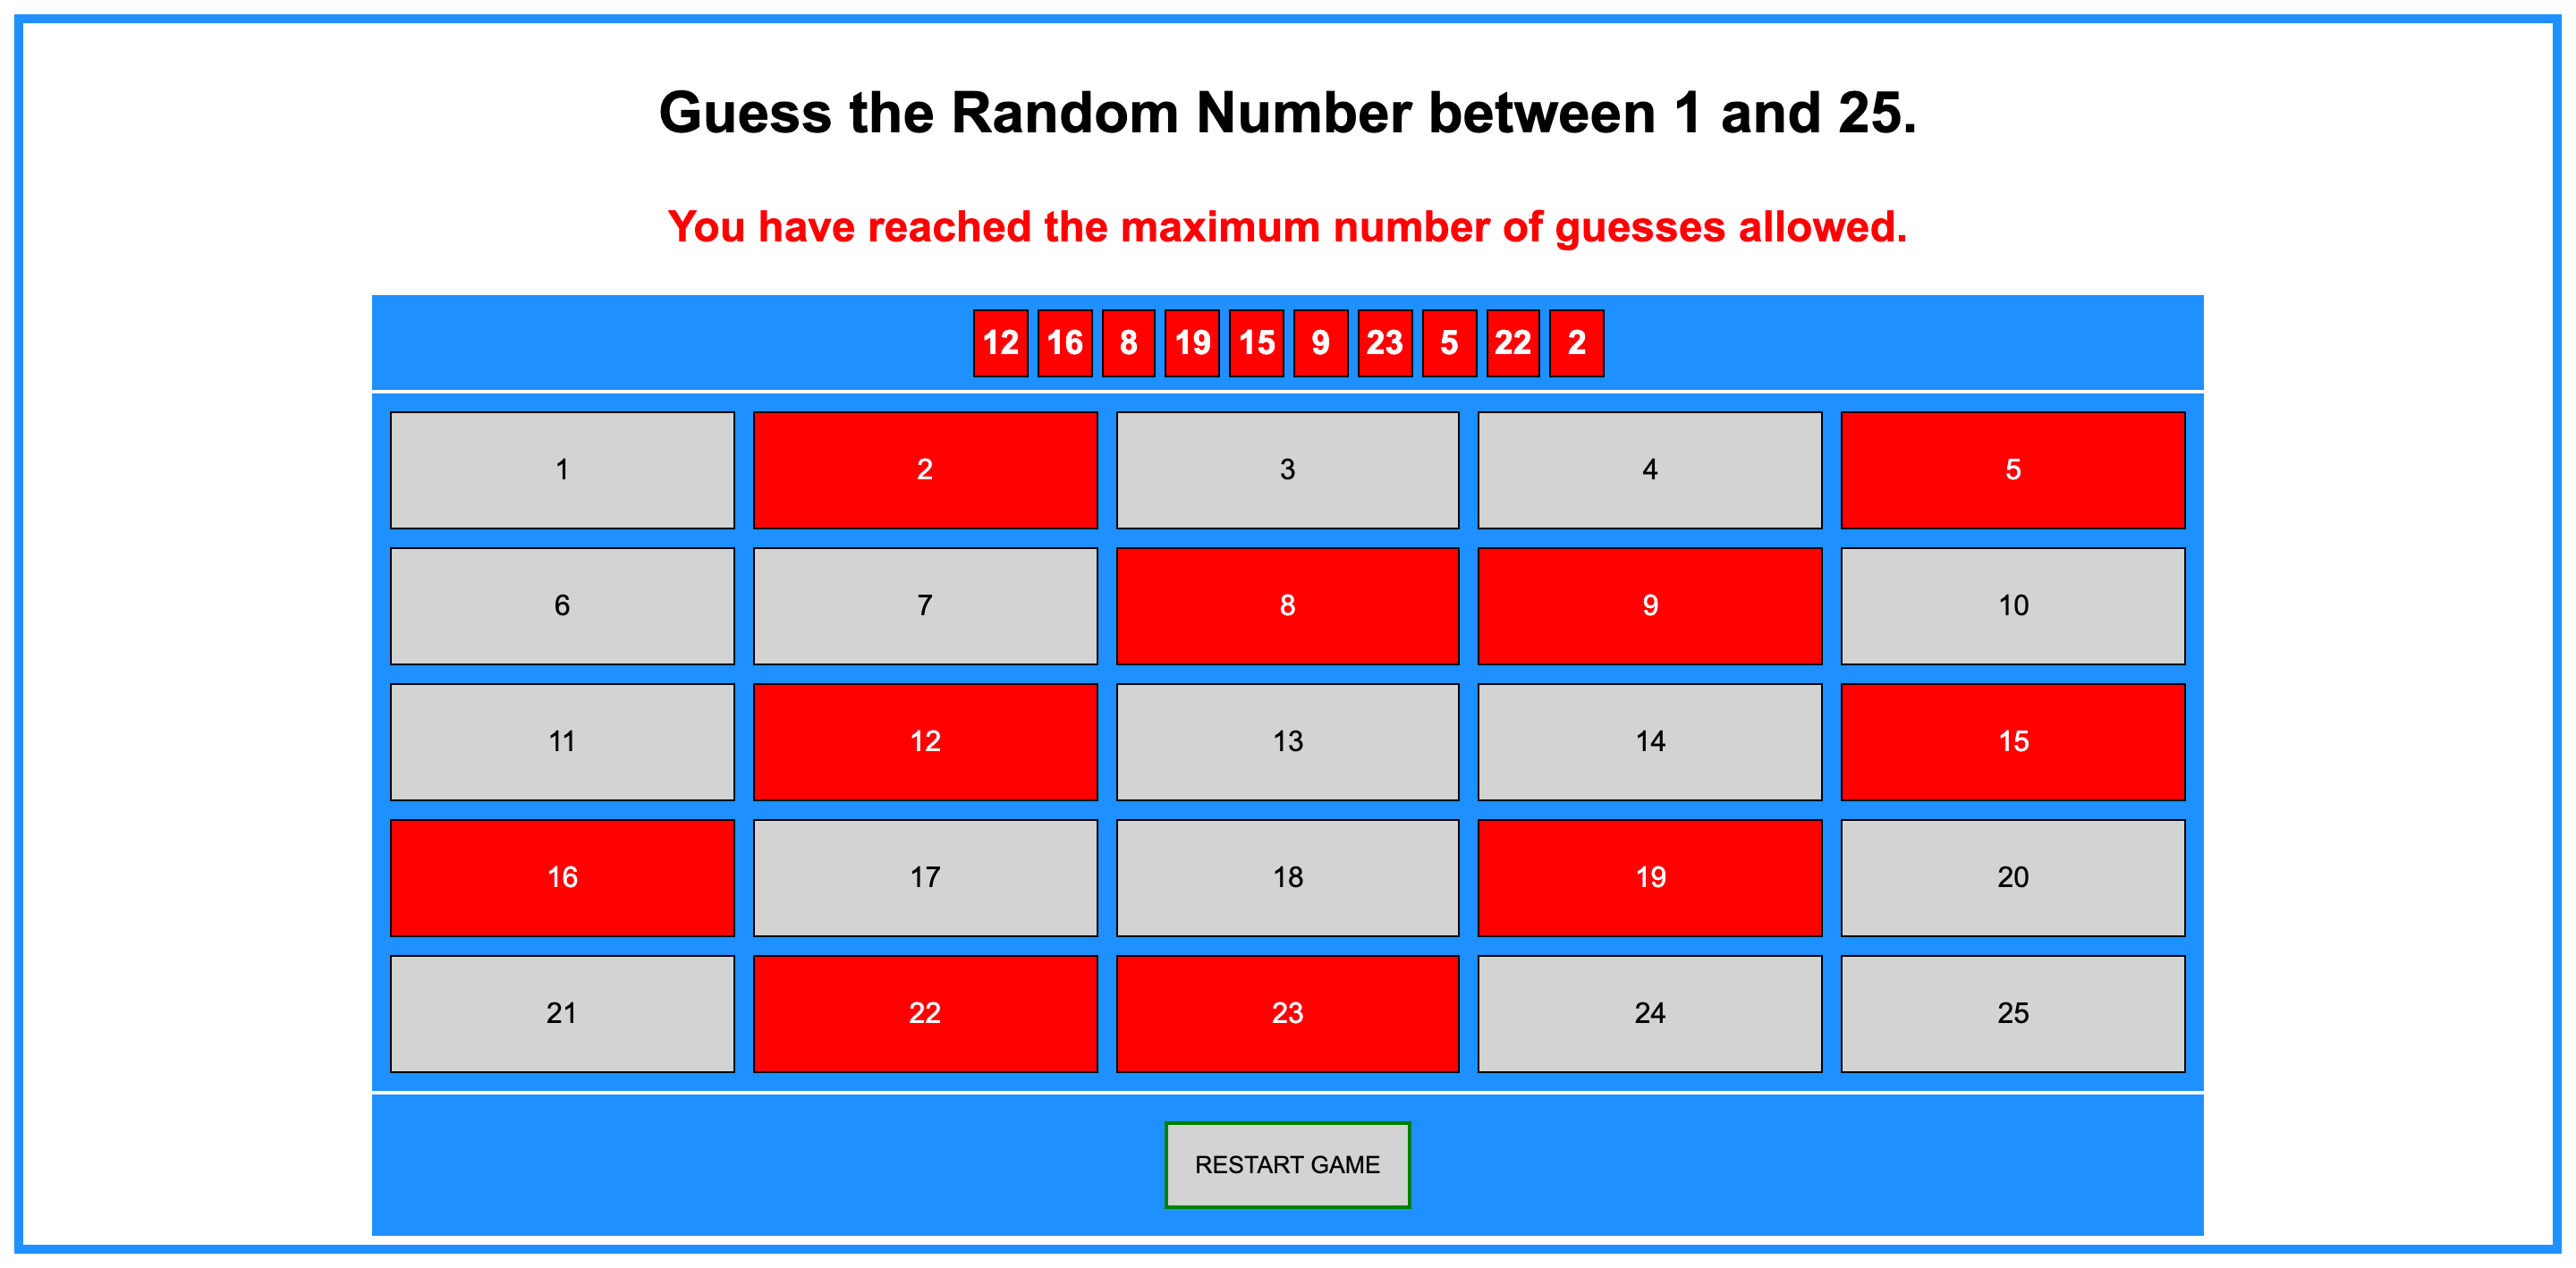 Guess the Random Number between 1 and 25.
You have reached the maximum number of guesses allowed.
12 16 8 19 15 9 23 5 22 2
1 2 3 4 5
6 7 8 9 10
11 12 13 14 15
16 17 18 19 20
21 22 23 24 25
RESTART GAME